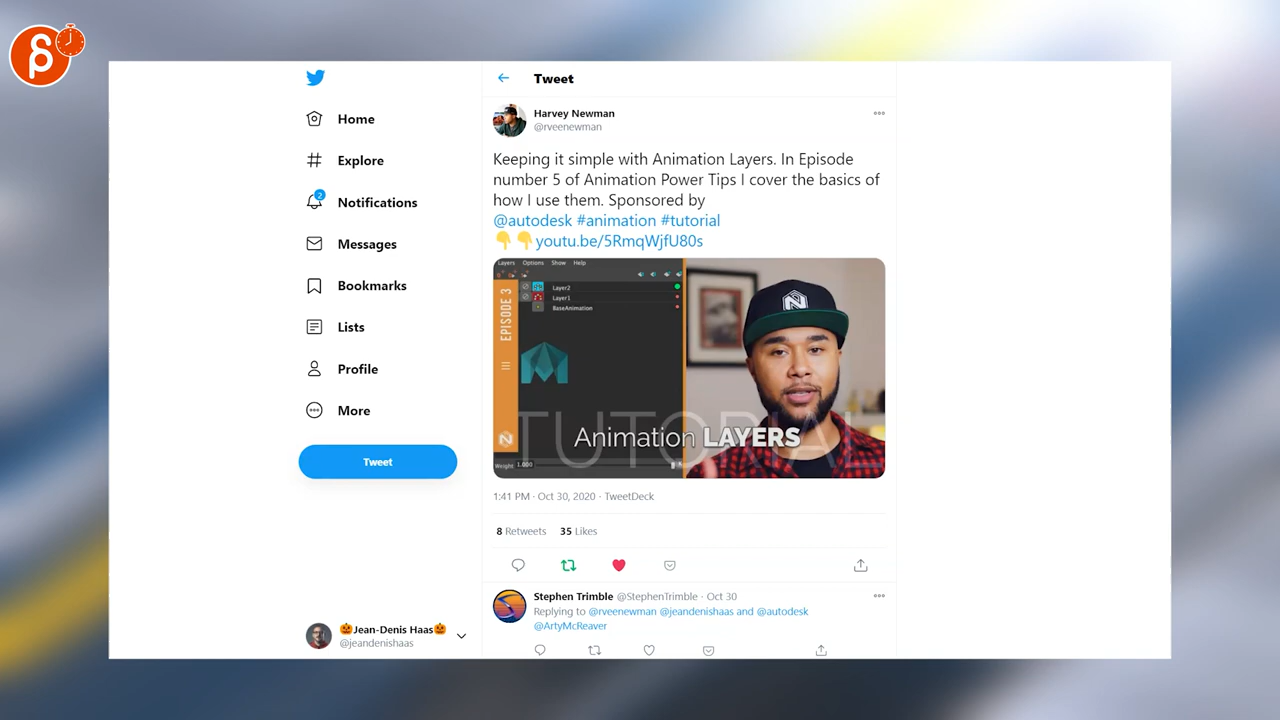 Tweet
Home
Explore
2
Notifications
Messages
Bookmarks
Lists
Profile
More
Tweet
🎃Jean-Denis Haas🎃
@jeandenishaas
Harvey Newman
@rveenewman
Keeping it simple with Animation Layers. In Episode
number 5 of Animation Power Tips I cover the basics of
how I use them. Sponsored by
@autodesk #animation #tutorial
👇👇youtu.be/5RmqWjfU80s
Layers Options Show Help
Layer2
Layer1
BaseAnimation
EPISODE 3
TUTORIAL
Animation LAYERS
Weight 1.000
1:41 PM · Oct 30, 2020 · TweetDeck
8 Retweets 35 Likes
Stephen Trimble @StephenTrimble · Oct 30
Replying to @rveenewman @jeandenishaas and @autodesk
@ArtyMcReaver